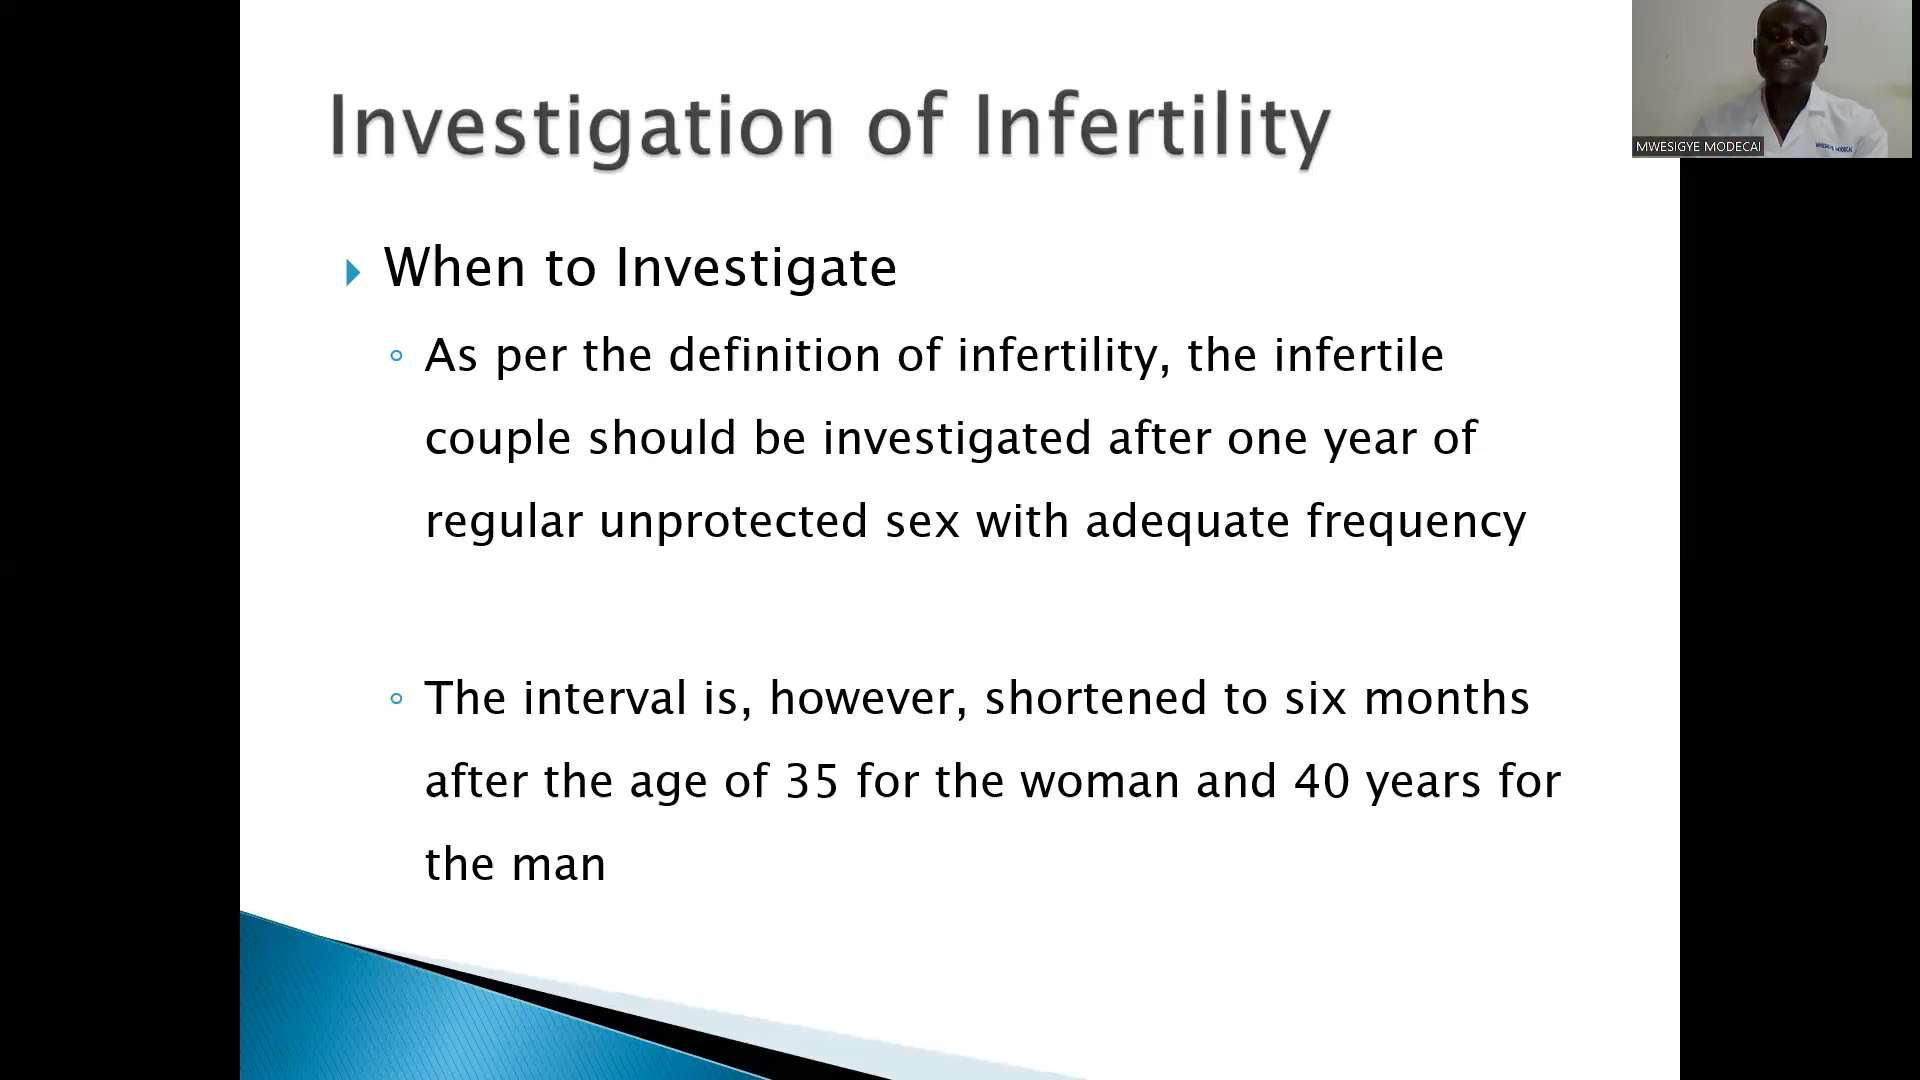 Investigation of Infertility
When to Investigate
As per the definition of infertility, the infertile
couple should be investigated after one year of
regular unprotected sex with adequate frequency
The interval is, however, shortened to six months
after the age of 35 for the woman and 40 years for
the man
MWESIGYE MODECAI
MWESIGYE MODECAI